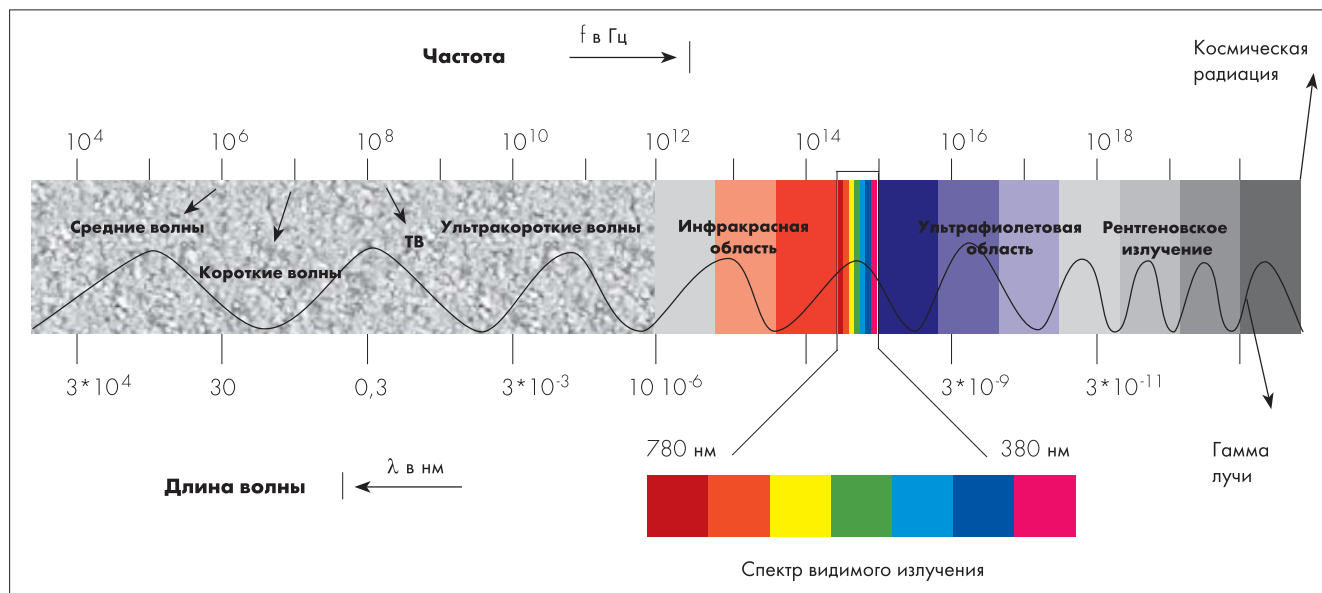 Частота
f в Гц
Космическая
радиация
10⁴ 10⁶ 10⁸ 10¹⁰ 10¹² 10¹⁴ 10¹⁶ 10¹⁸
Средние волны
Короткие волны
ТВ
Ультракороткие волны
Инфракрасная
область
Ультрафиолетовая
область
Рентгеновское
излучение
3*10⁴ 30 0,3 3*10⁻³ 10 10⁻⁶ 3*10⁻⁹ 3*10⁻¹¹
Длина волны
λ в нм
780 нм
380 нм
Гамма
лучи
Спектр видимого излучения